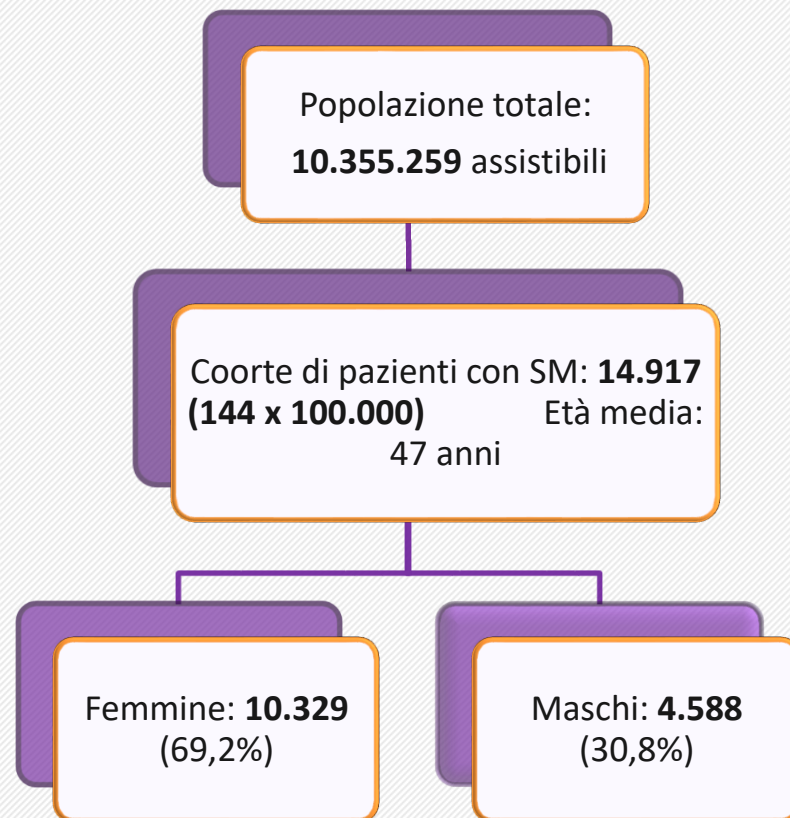 Popolazione totale:
10.355.259 assistibili
Coorte di pazienti con SM: 14.917
(144 x 100.000) Età media:
47 anni
Femmine: 10.329
(69,2%)
Maschi: 4.588
(30,8%)